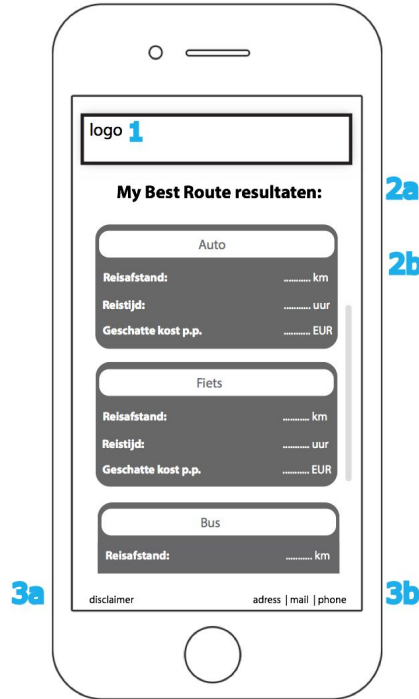 logo 1
My Best Route resultaten: 2a
Auto
2b
Reisafstand: ........... km
Reistijd: ........... uur
Geschatte kost p.p. ........... EUR
Fiets
Reisafstand: ........... km
Reistijd: ........... uur
Geschatte kost p.p. ........... EUR
Bus
Reisafstand: ........... km
3a disclaimer adress | mail | phone 3b